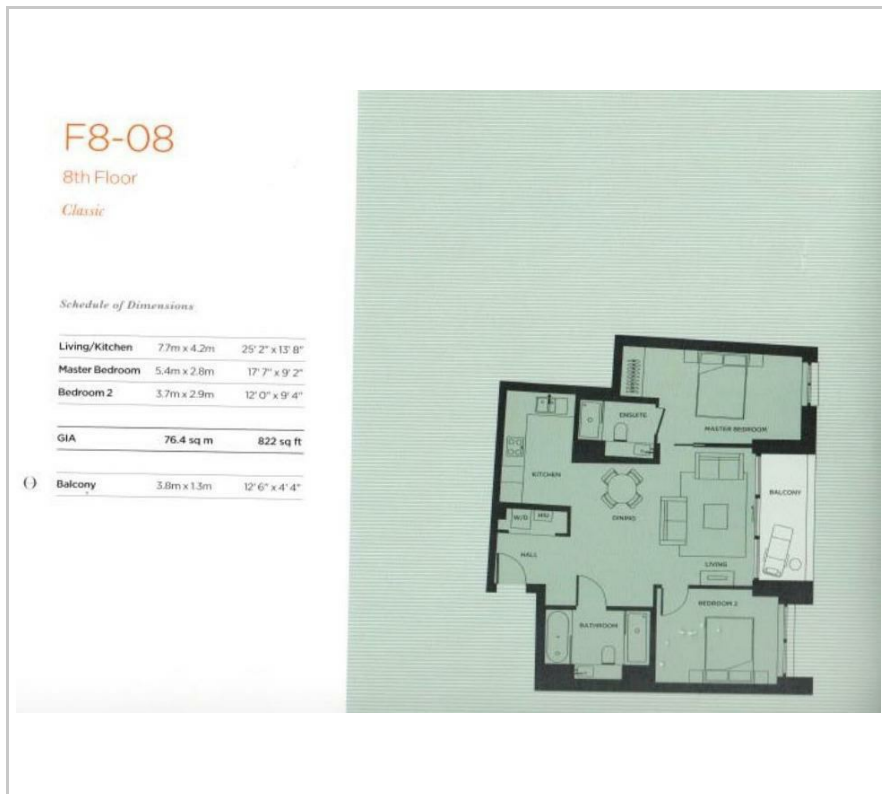 F8-08
8th Floor
Classic
Schedule of Dimensions
Living/Kitchen 7.7m x 4.2m 25' 2" x 13' 8"
Master Bedroom 5.4m x 2.8m 17' 7" x 9' 2"
Bedroom 2 3.7m x 2.9m 12' 0" x 9' 4"
GIA 76.4 sq m 822 sq ft
Balcony 3.8m x 1.3m 12' 6" x 4' 4"
ENSUITE
MASTER BEDROOM
KITCHEN
BALCONY
DINING
W/D
HIU
HALL
LIVING
BEDROOM 2
BATHROOM